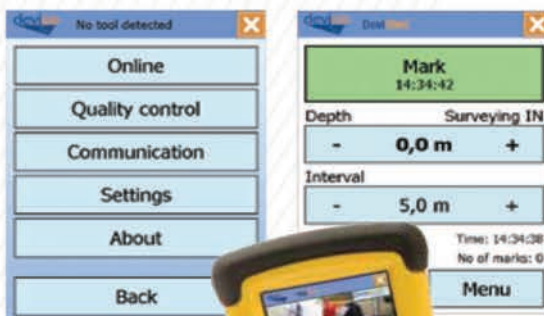 No tool detected
Online
Quality control
Communication
Settings
About
Back
Mark
14:34:42
Depth Surveying IN
- 0,0 m +
Interval
- 5,0 m +
Time: 14:34:38
No of marks: 0
Menu